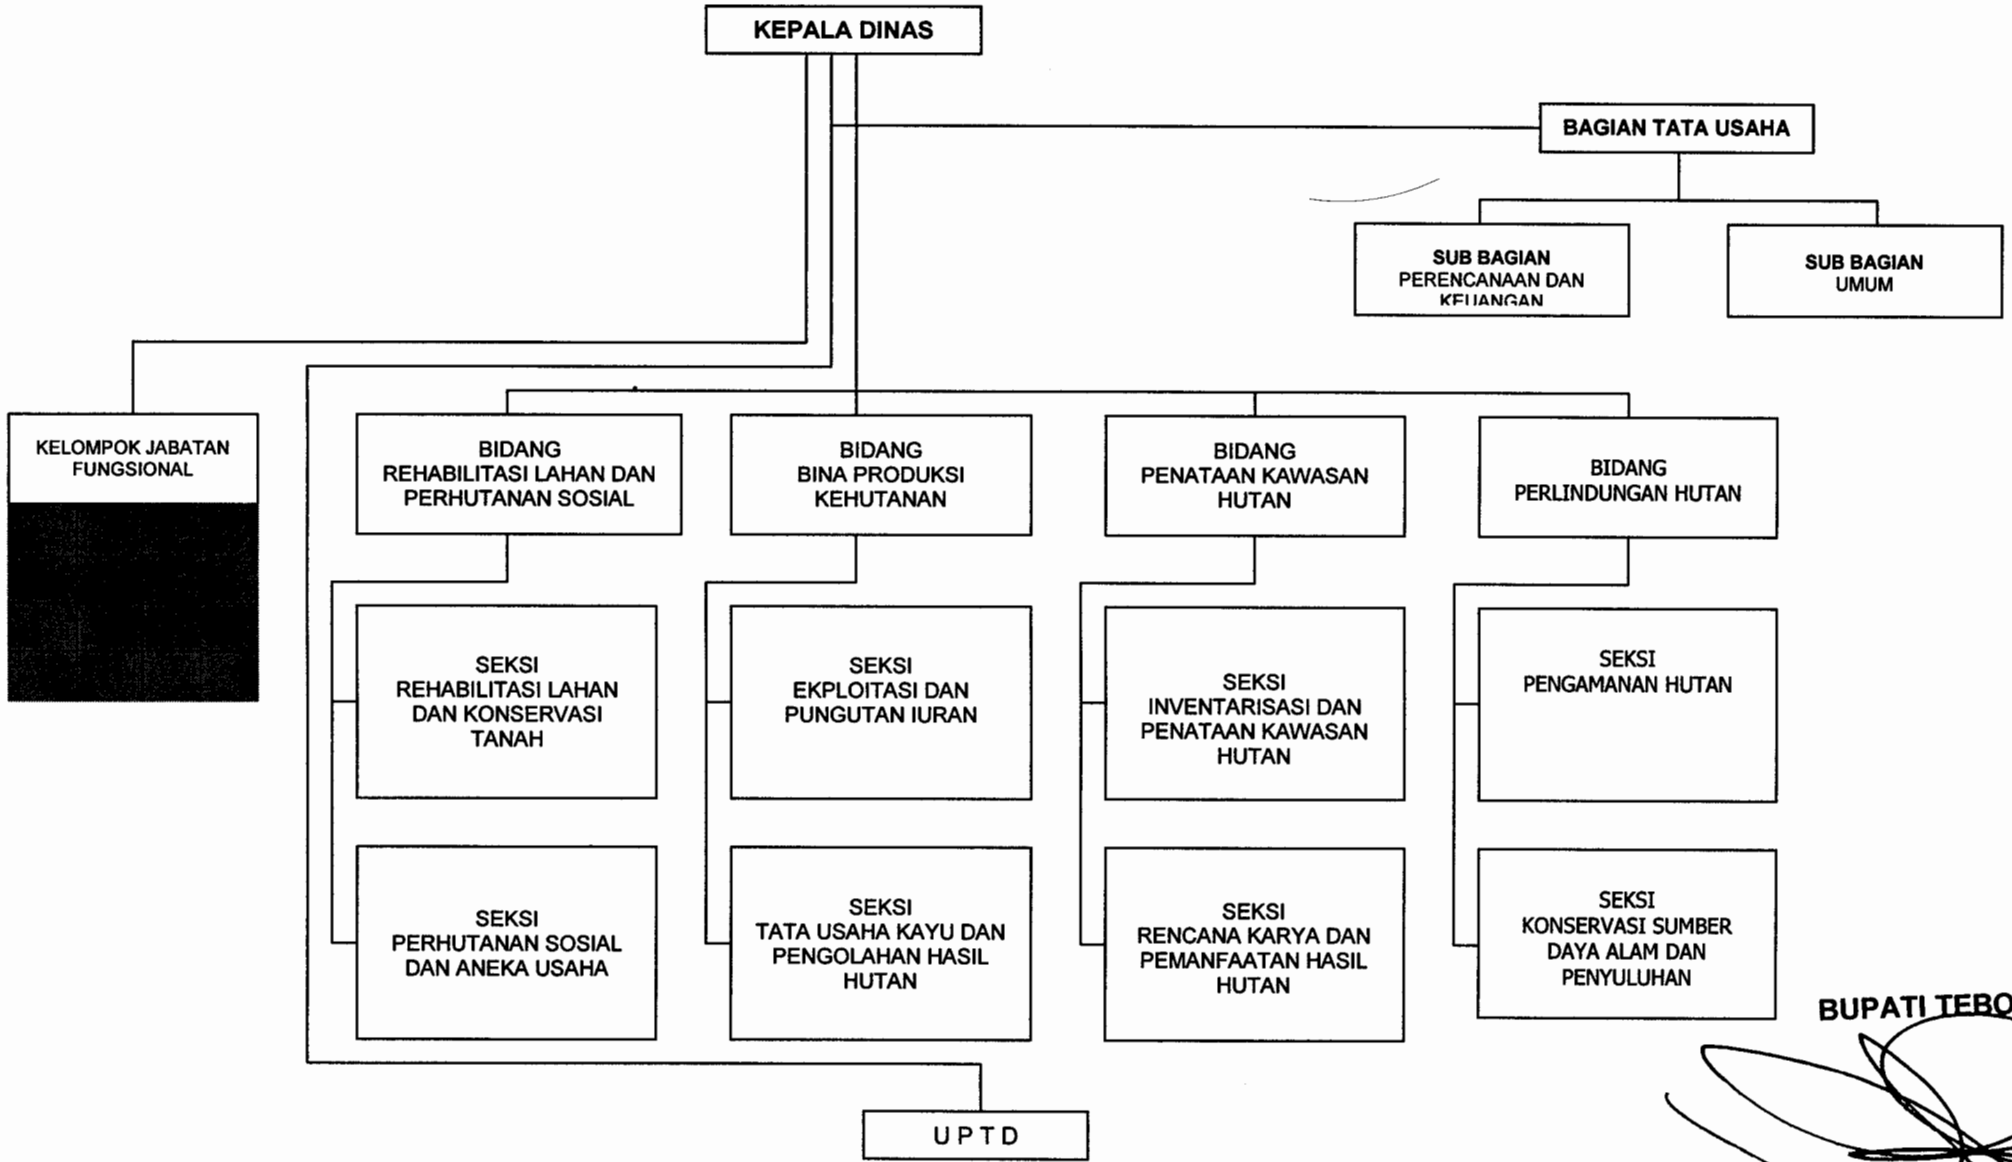 KEPALA DINAS
BAGIAN TATA USAHA
SUB BAGIAN
PERENCANAAN DAN
KEUANGAN
SUB BAGIAN
UMUM
KELOMPOK JABATAN
FUNGSIONAL
BIDANG
REHABILITASI LAHAN DAN
PERHUTANAN SOSIAL
BIDANG
BINA PRODUKSI
KEHUTANAN
BIDANG
PENATAAN KAWASAN
HUTAN
BIDANG
PERLINDUNGAN HUTAN
SEKSI
REHABILITASI LAHAN
DAN KONSERVASI
TANAH
SEKSI
EKPLOITASI DAN
PUNGUTAN IURAN
SEKSI
INVENTARISASI DAN
PENATAAN KAWASAN
HUTAN
SEKSI
PENGAMANAN HUTAN
SEKSI
PERHUTANAN SOSIAL
DAN ANEKA USAHA
SEKSI
TATA USAHA KAYU DAN
PENGOLAHAN HASIL
HUTAN
SEKSI
RENCANA KARYA DAN
PEMANFAATAN HASIL
HUTAN
SEKSI
KONSERVASI SUMBER
DAYA ALAM DAN
PENYULUHAN
BUPATI TEBO
U P T D